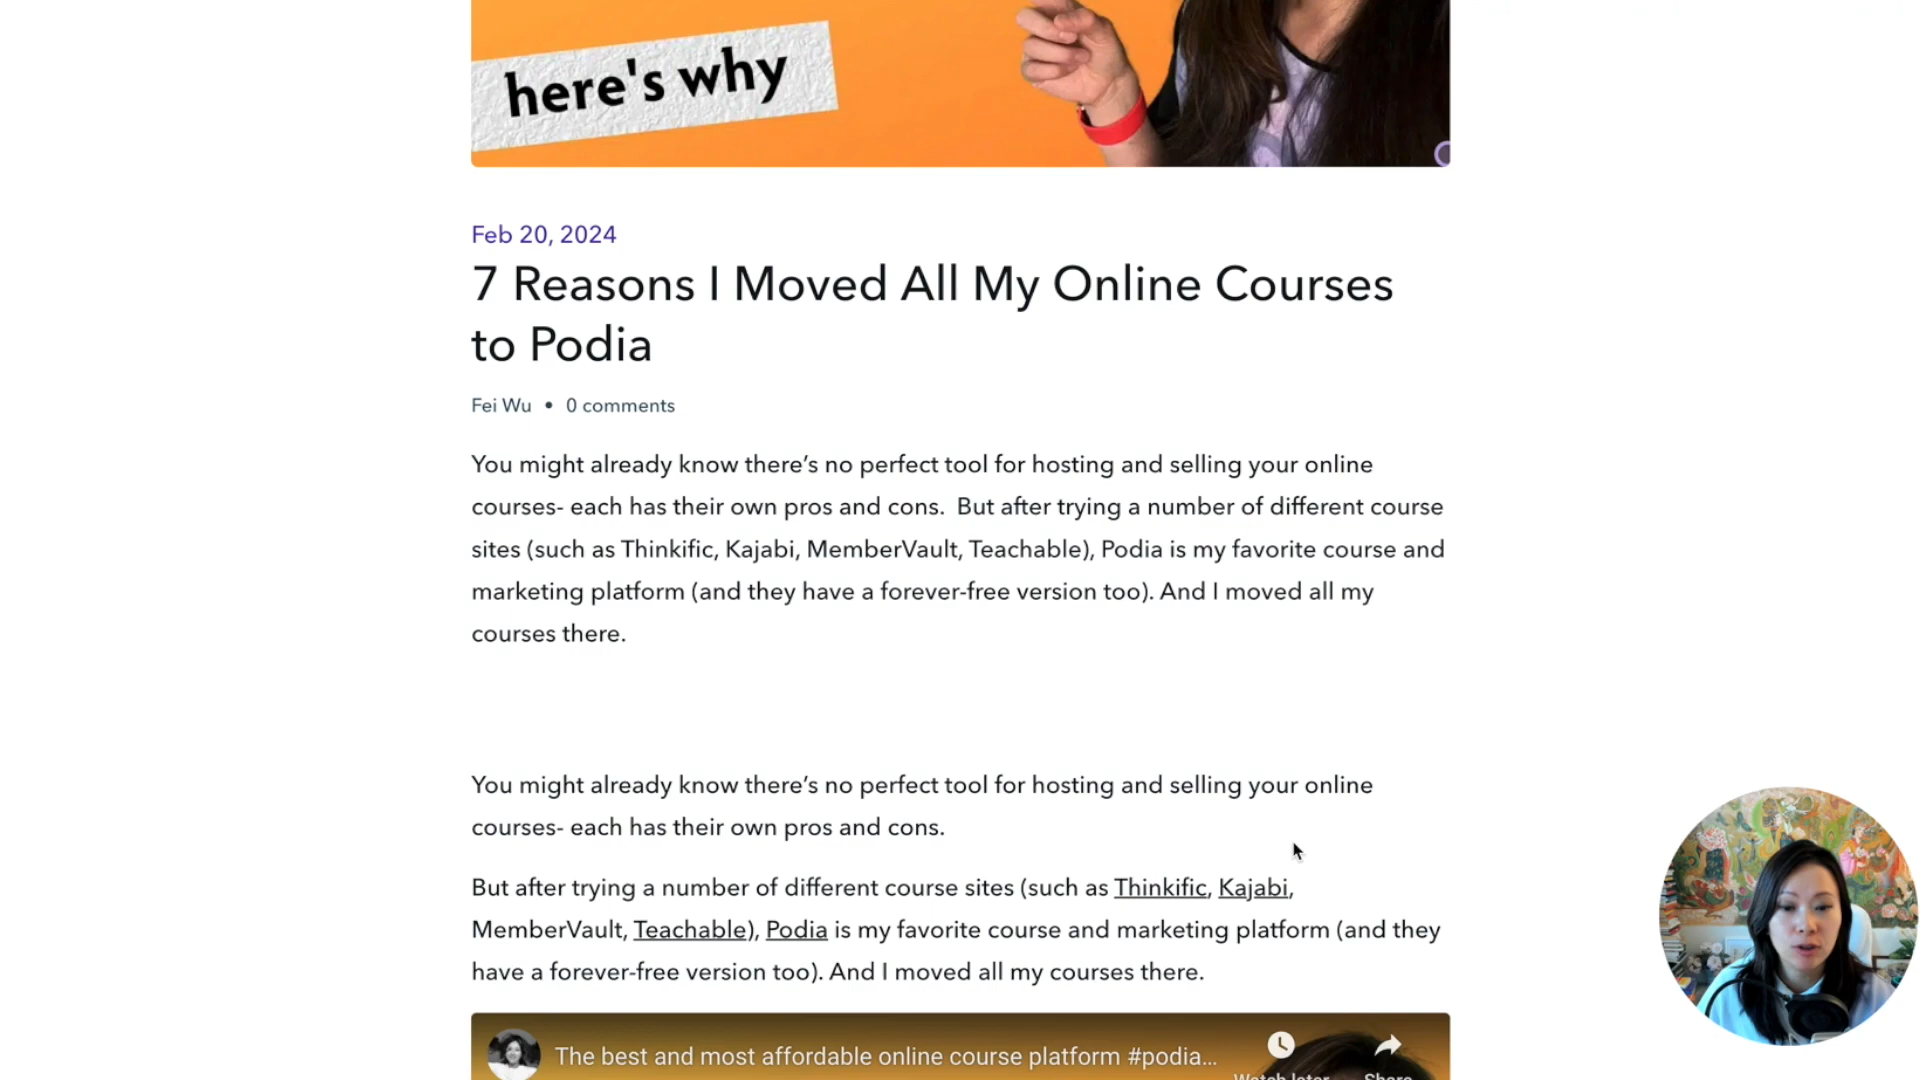 here's why
Feb 20, 2024
7 Reasons I Moved All My Online Courses
to Podia
Fei Wu • 0 comments
You might already know there’s no perfect tool for hosting and selling your online
courses- each has their own pros and cons.  But after trying a number of different course
sites (such as Thinkific, Kajabi, MemberVault, Teachable), Podia is my favorite course and
marketing platform (and they have a forever-free version too). And I moved all my
courses there.
You might already know there’s no perfect tool for hosting and selling your online
courses- each has their own pros and cons.
But after trying a number of different course sites (such as Thinkific, Kajabi,
MemberVault, Teachable), Podia is my favorite course and marketing platform (and they
have a forever-free version too). And I moved all my courses there.
The best and most affordable online course platform #podia...
Watch later Share